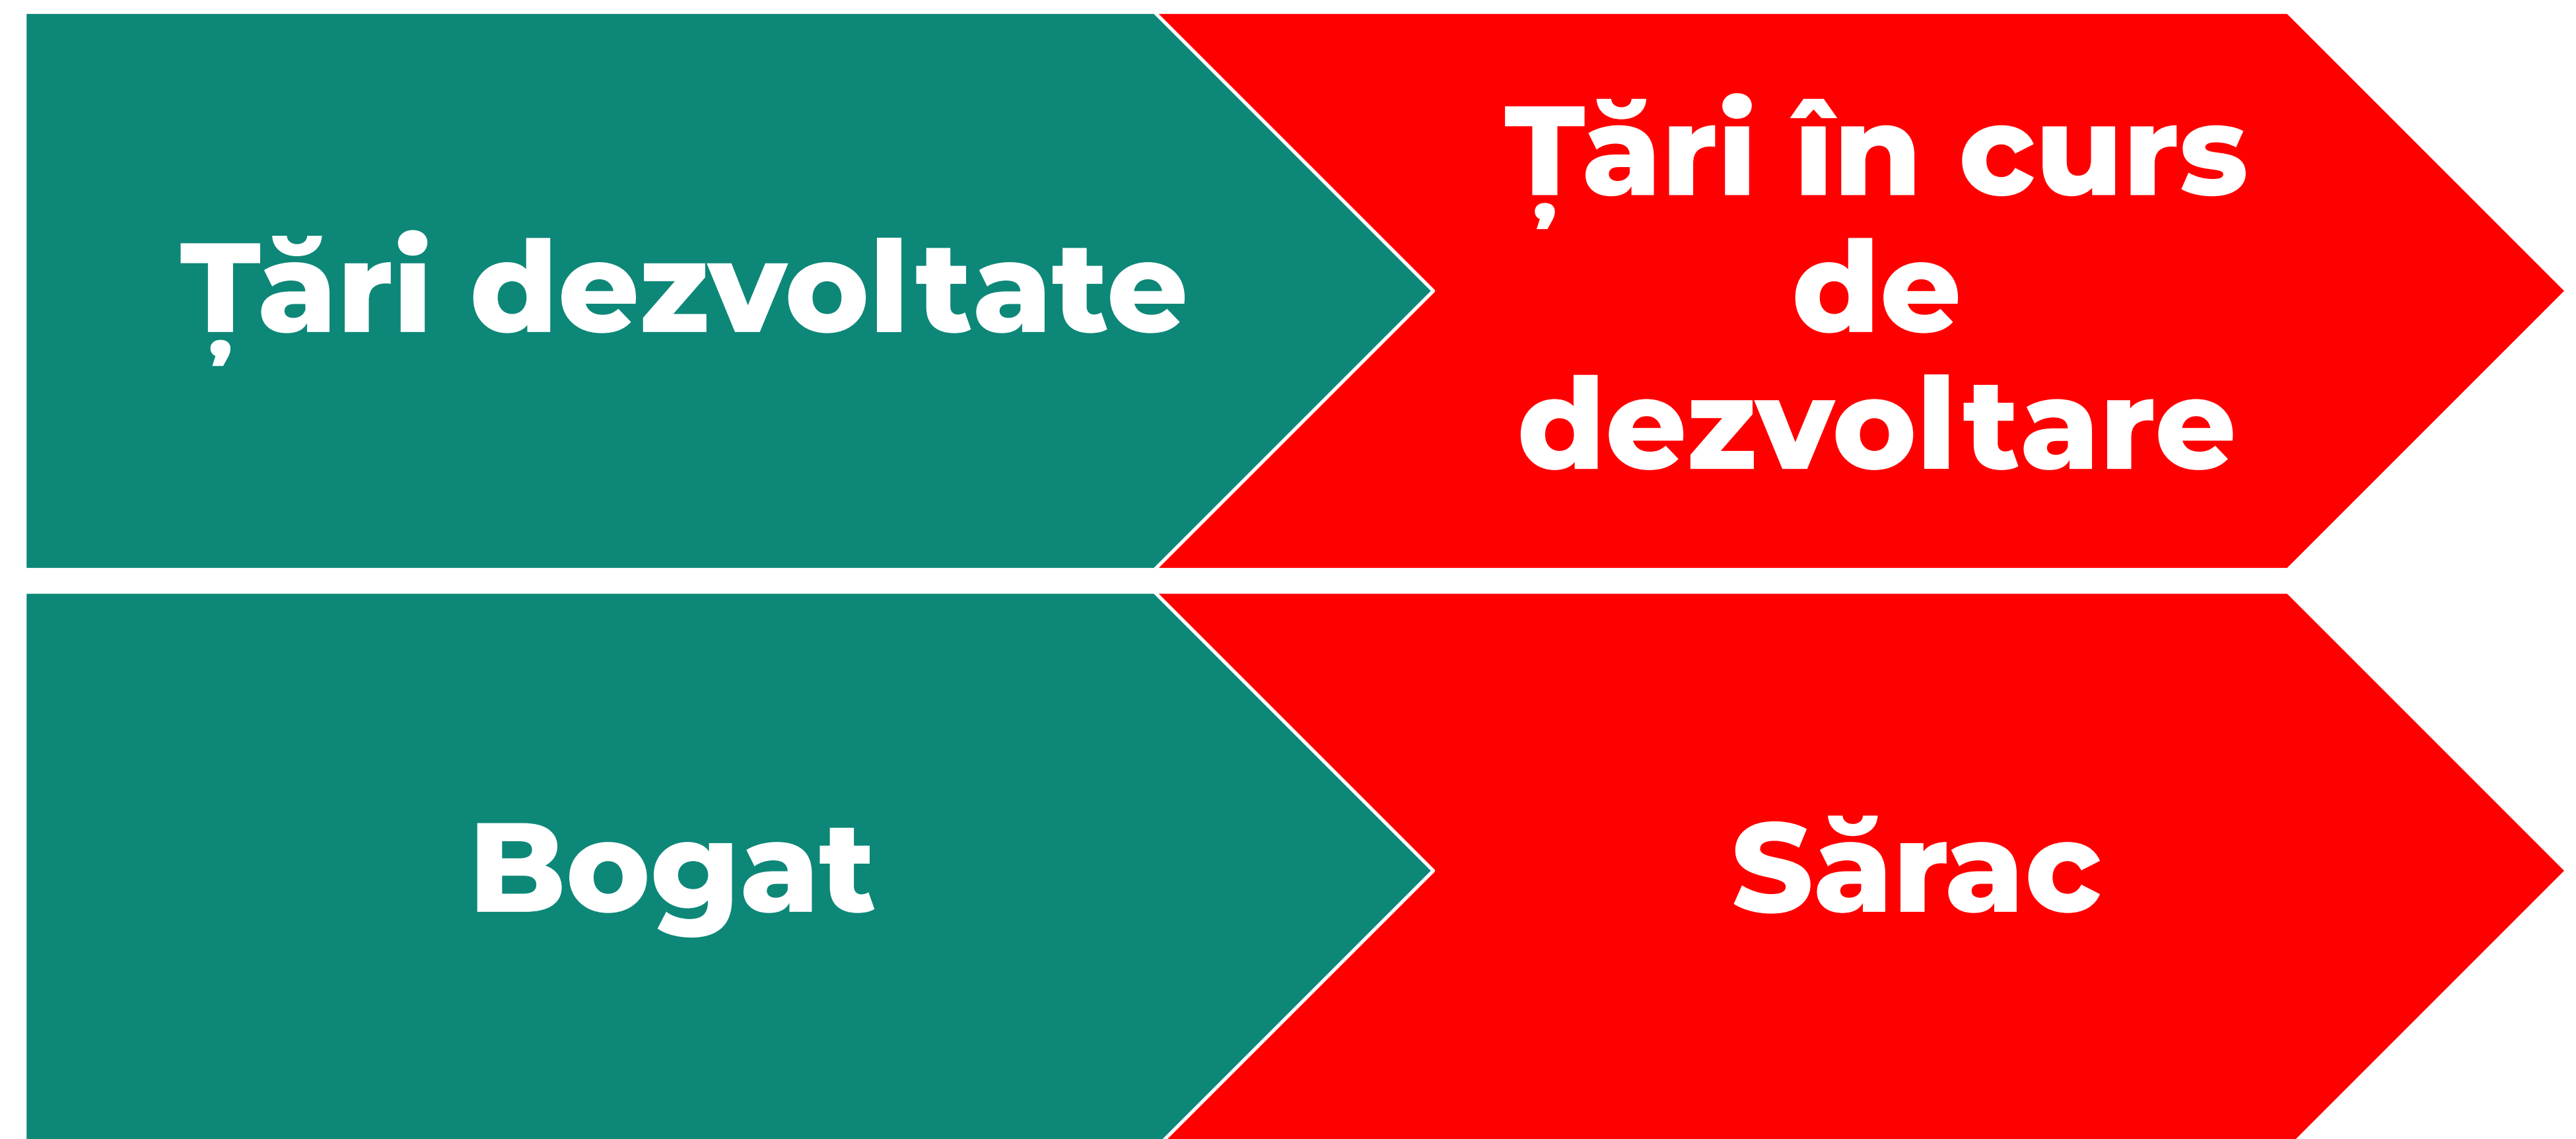 Țări dezvoltate
Țări în curs
de
dezvoltare
Bogat
Sărac